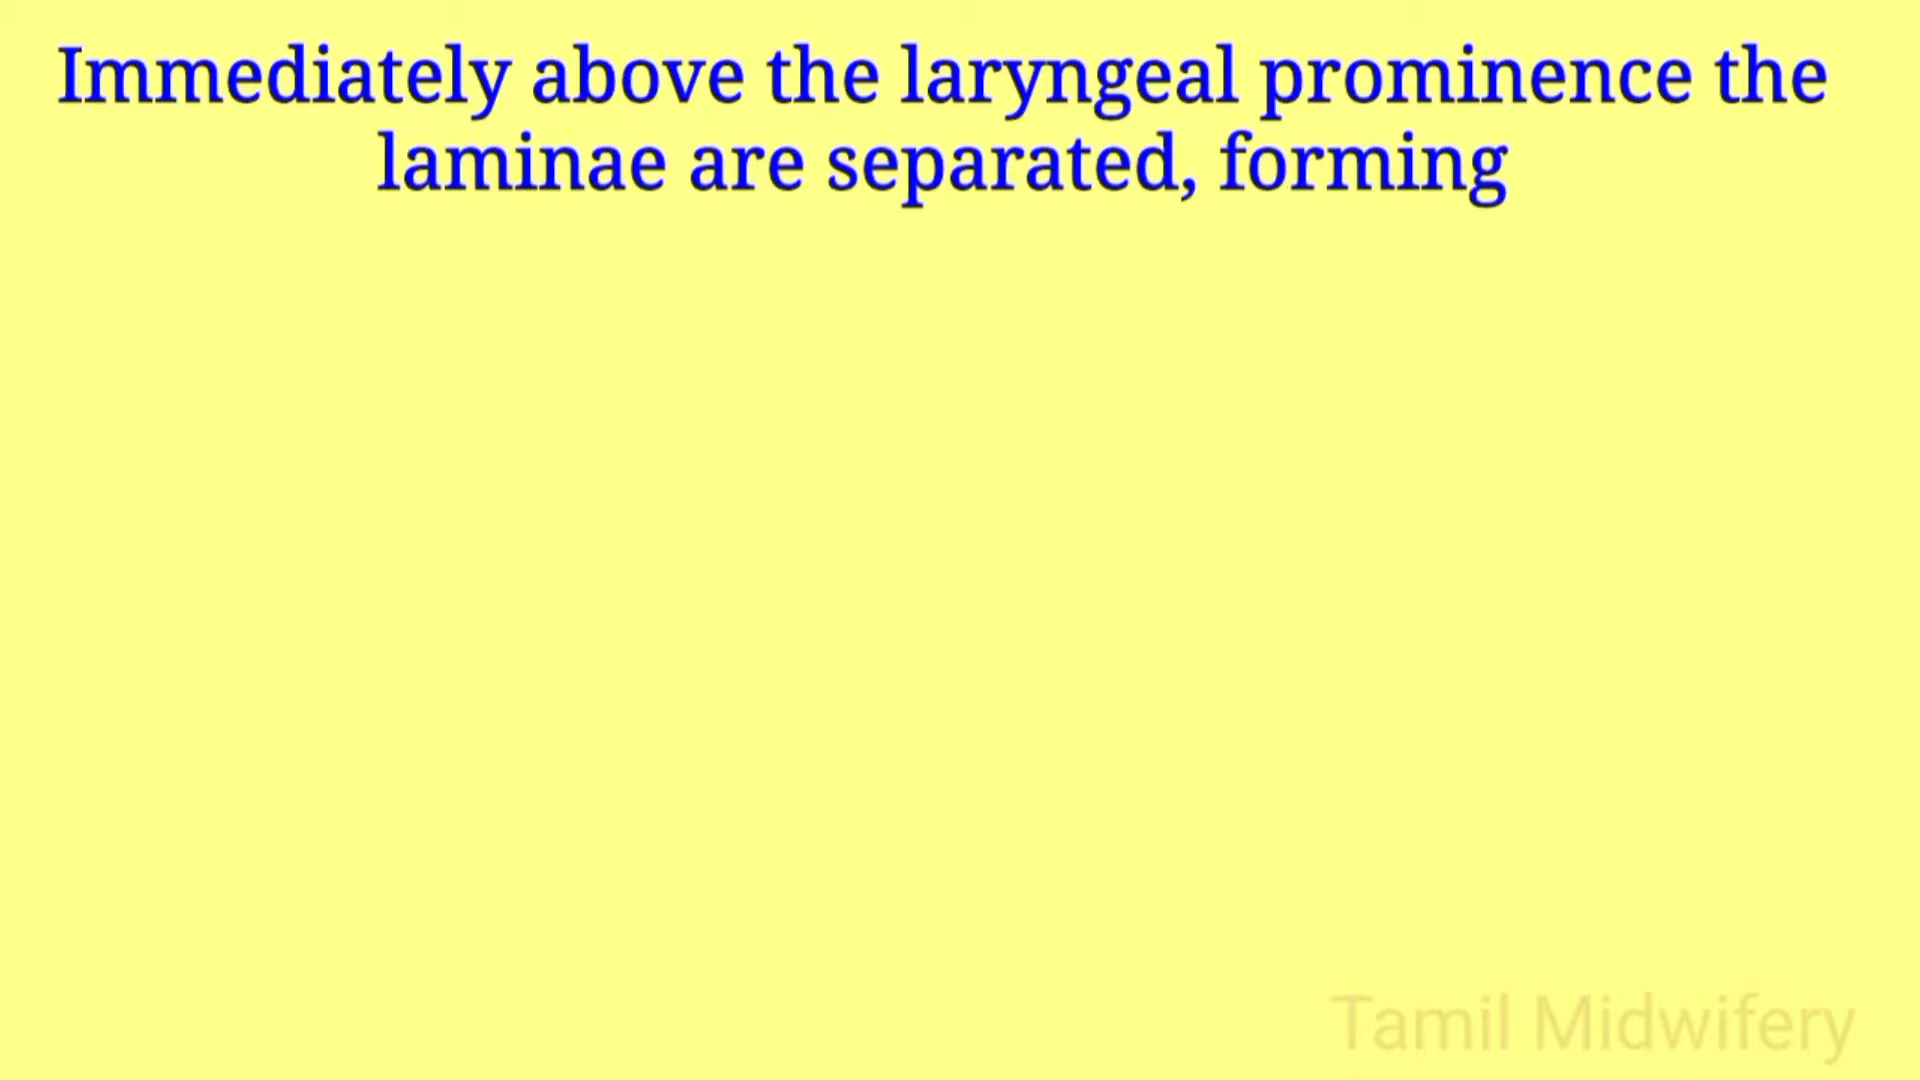 Immediately above the laryngeal prominence the
laminae are separated, forming
Tamil Midwifery